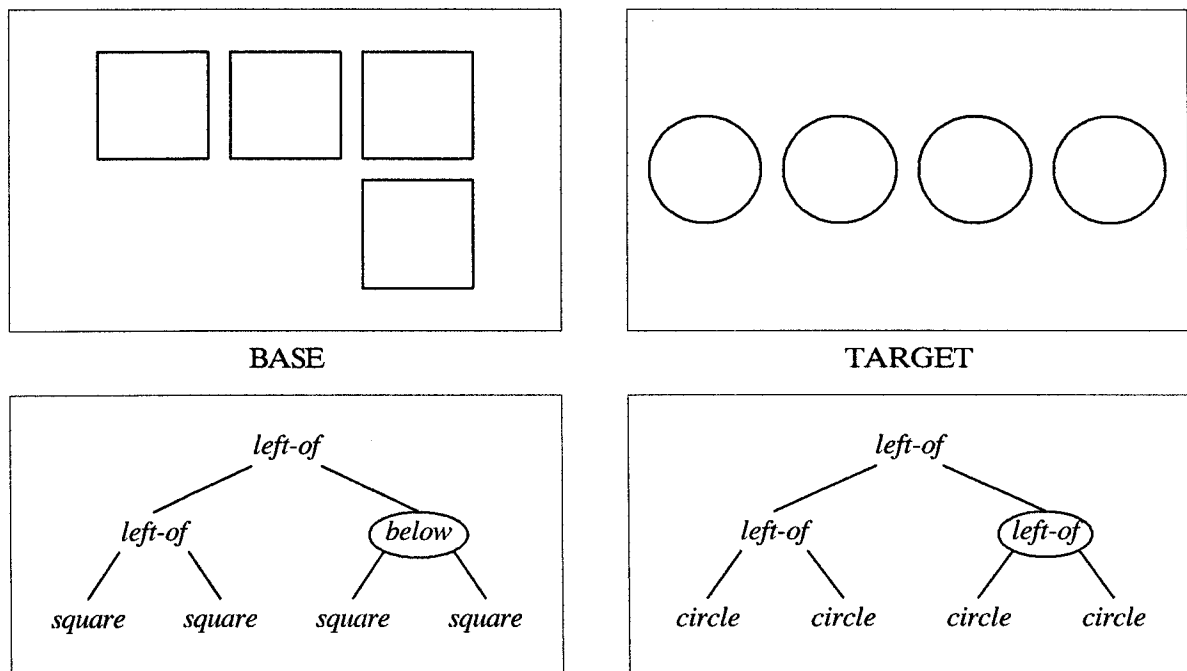 BASE
TARGET
left-of
left-of below
square square square square
left-of
left-of left-of
circle circle circle circle